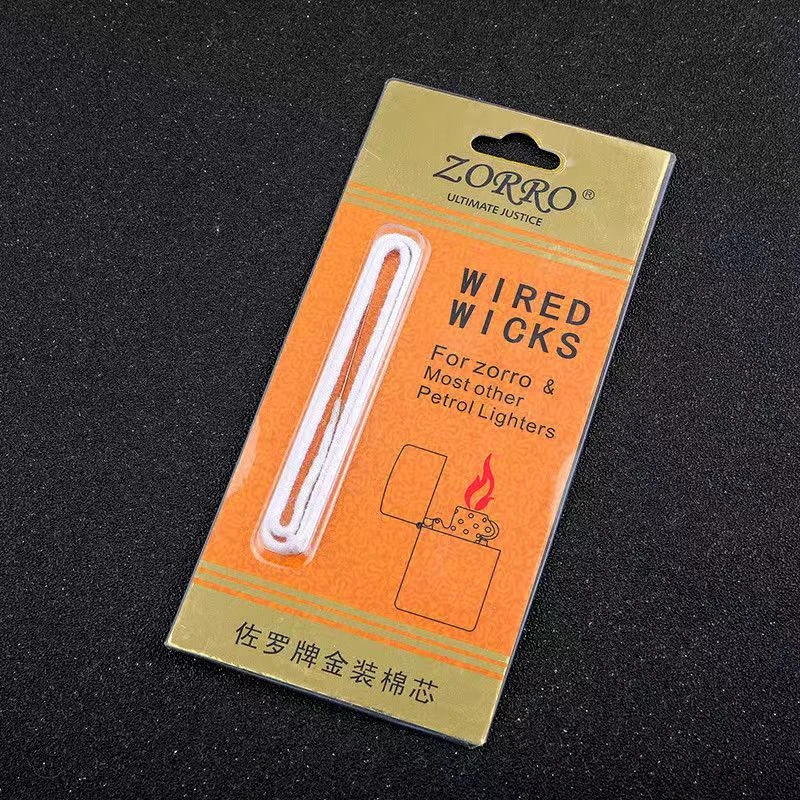 ZORRO®
ULTIMATE JUSTICE
WIRED
WICKS
For zorro &
Most other
Petrol Lighters
佐罗牌金装棉芯